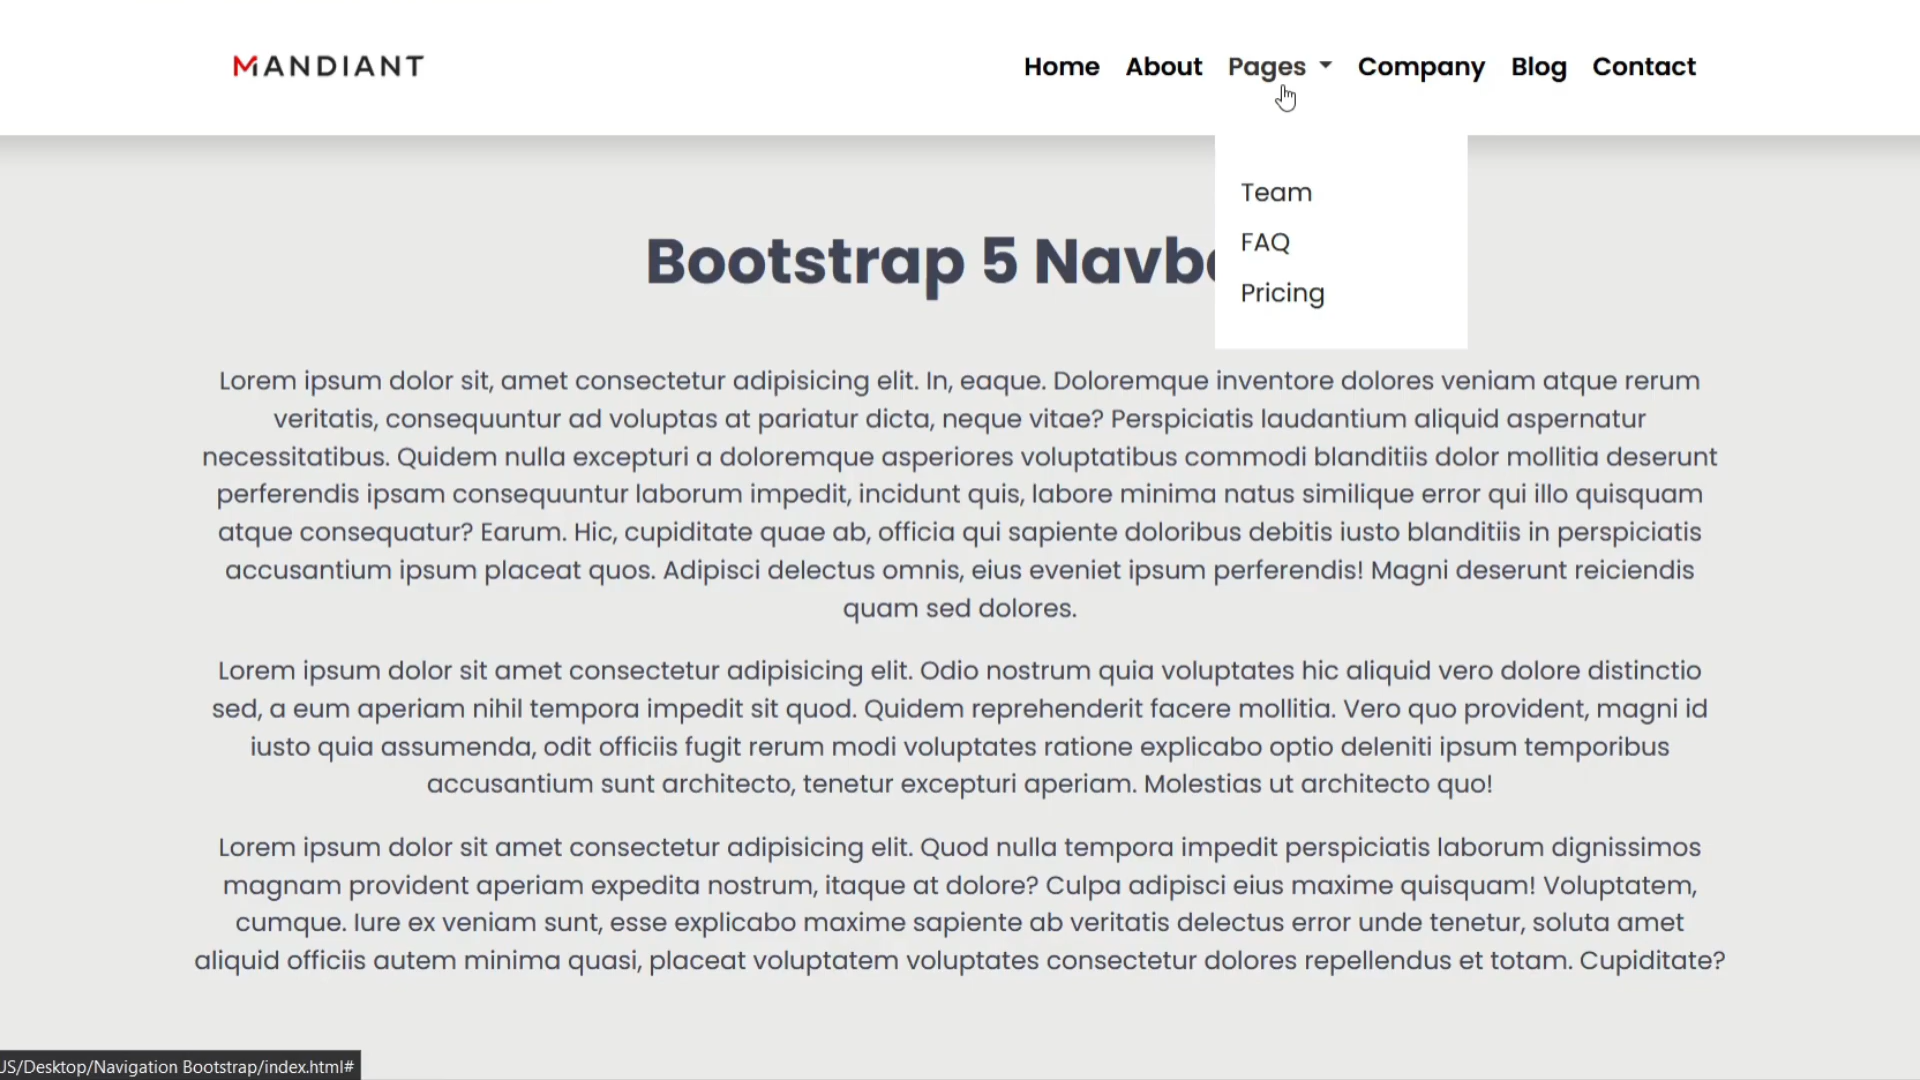 MANDIANT
Home About Pages Company Blog Contact
Team
FAQ
Pricing
Bootstrap 5
Lorem ipsum dolor sit, amet consectetur adipisicing elit. In, eaque. Doloremque inventore dolores veniam atque rerum
veritatis, consequuntur ad voluptas at pariatur dicta, neque vitae? Perspiciatis laudantium aliquid aspernatur
necessitatibus. Quidem nulla excepturi a doloremque asperiores voluptatibus commodi blanditiis dolor mollitia deserunt
perferendis ipsam consequuntur laborum impedit, incidunt quis, labore minima natus similique error qui illo quisquam
atque consequatur? Earum. Hic, cupiditate quae ab, officia qui sapiente doloribus debitis iusto blanditiis in perspiciatis
accusantium ipsum placeat quos. Adipisci delectus omnis, eius eveniet ipsum perferendis! Magni deserunt reiciendis
quam sed dolores.
Lorem ipsum dolor sit amet consectetur adipisicing elit. Odio nostrum quia voluptates hic aliquid vero dolore distinctio
sed, a eum aperiam nihil tempora impedit sit quod. Quidem reprehenderit facere mollitia. Vero quo provident, magni id
iusto quia assumenda, odit officiis fugit rerum modi voluptates ratione explicabo optio deleniti ipsum temporibus
accusantium sunt architecto, tenetur excepturi aperiam. Molestias ut architecto quo!
Lorem ipsum dolor sit amet consectetur adipisicing elit. Quod nulla tempora impedit perspiciatis laborum dignissimos
magnam provident aperiam expedita nostrum, itaque at dolore? Culpa adipisci eius maxime quisquam! Voluptatem,
cumque. Iure ex veniam sunt, esse explicabo maxime sapiente ab veritatis delectus error unde tenetur, soluta amet
aliquid officiis autem minima quasi, placeat voluptatem voluptates consectetur dolores repellendus et totam. Cupiditate?
JS/Desktop/Navigation Bootstrap/index.html#